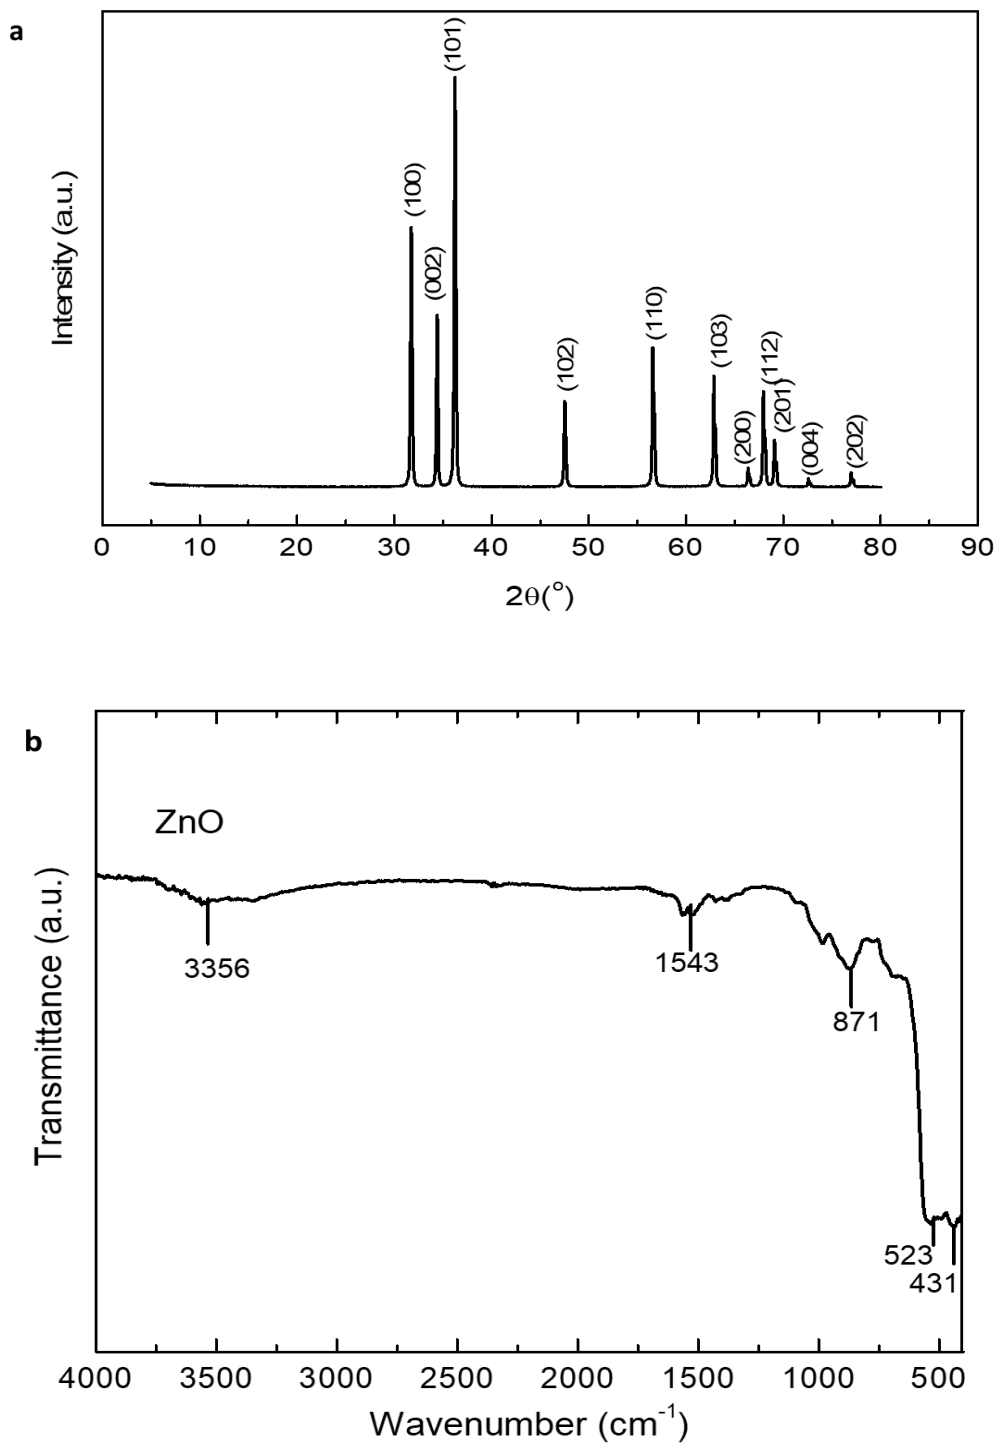 a
Intensity (a.u.)
(100)
(002)
(101)
(102)
(110)
(103)
(200)
(112)
(201)
(004)
(202)
0 10 20 30 40 50 60 70 80 90
2θ(°)
b
ZnO
Transmittance (a.u.)
3356
1543
871
523
431
4000 3500 3000 2500 2000 1500 1000 500
Wavenumber (cm⁻¹)